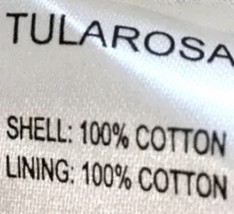 TULAROSA
SHELL: 100% COTTON
LINING: 100% COTTON